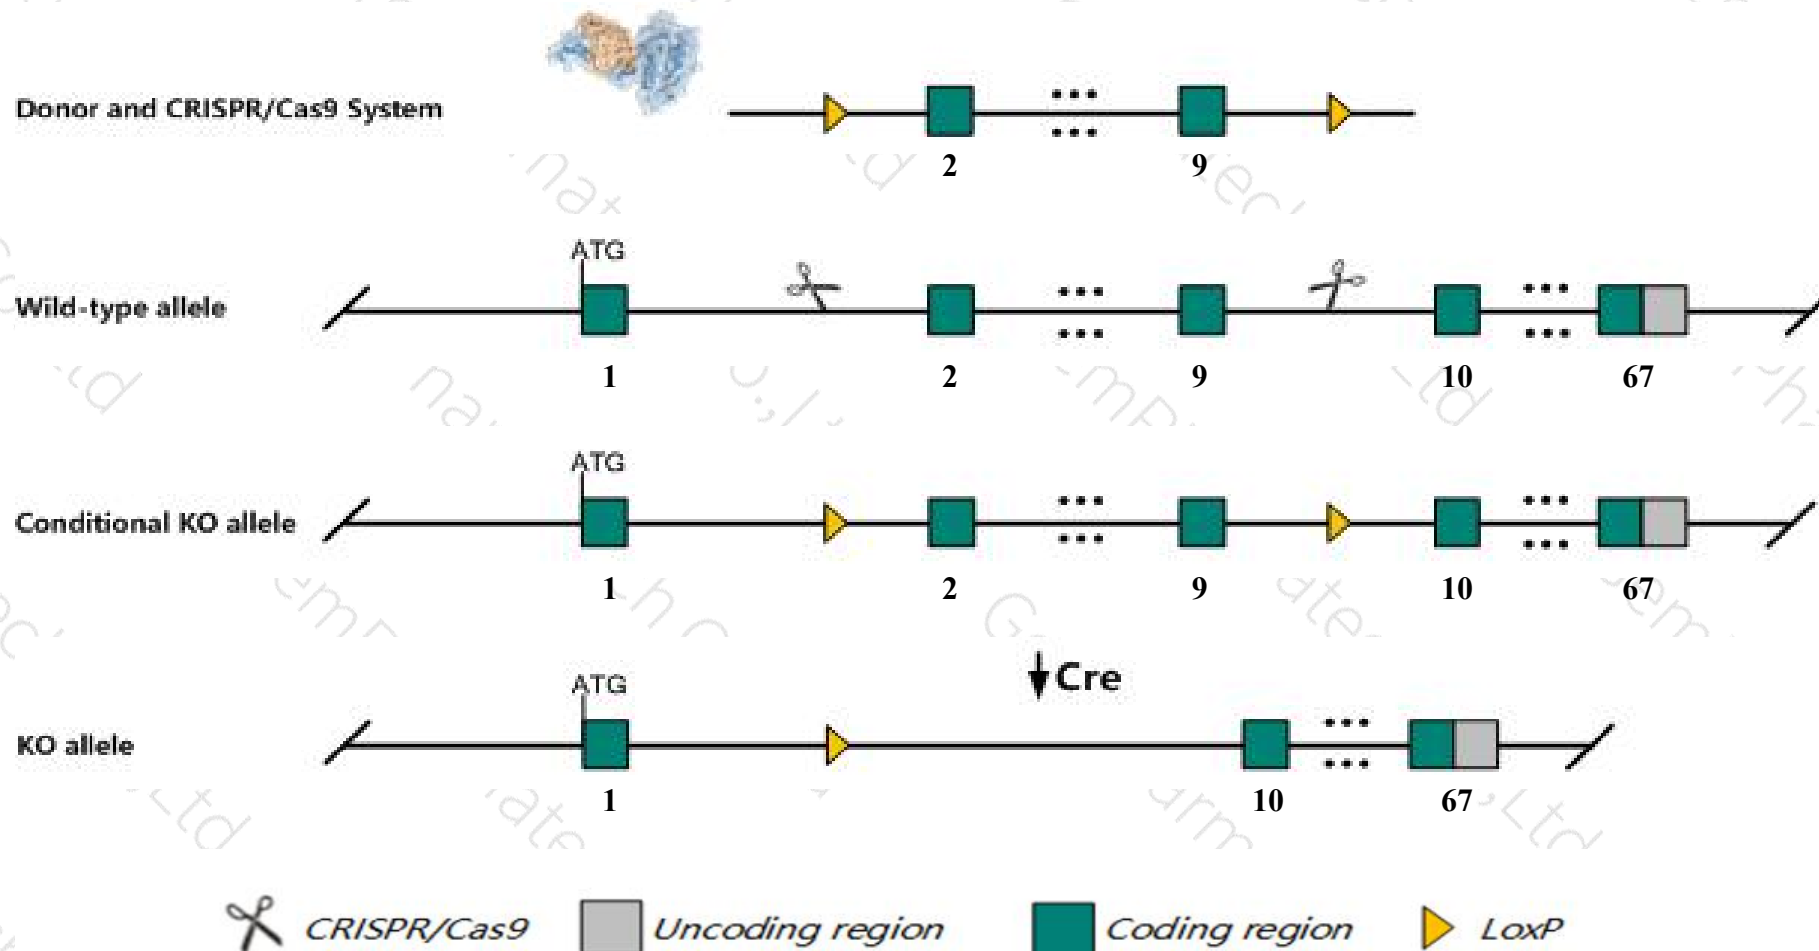 Donor and CRISPR/Cas9 System
2 9
ATG
Wild-type allele
1 2 9 10 67
ATG
Conditional KO allele
1 2 9 10 67
Cre
ATG
KO allele
1 10 67
CRISPR/Cas9 Uncoding region Coding region LoxP